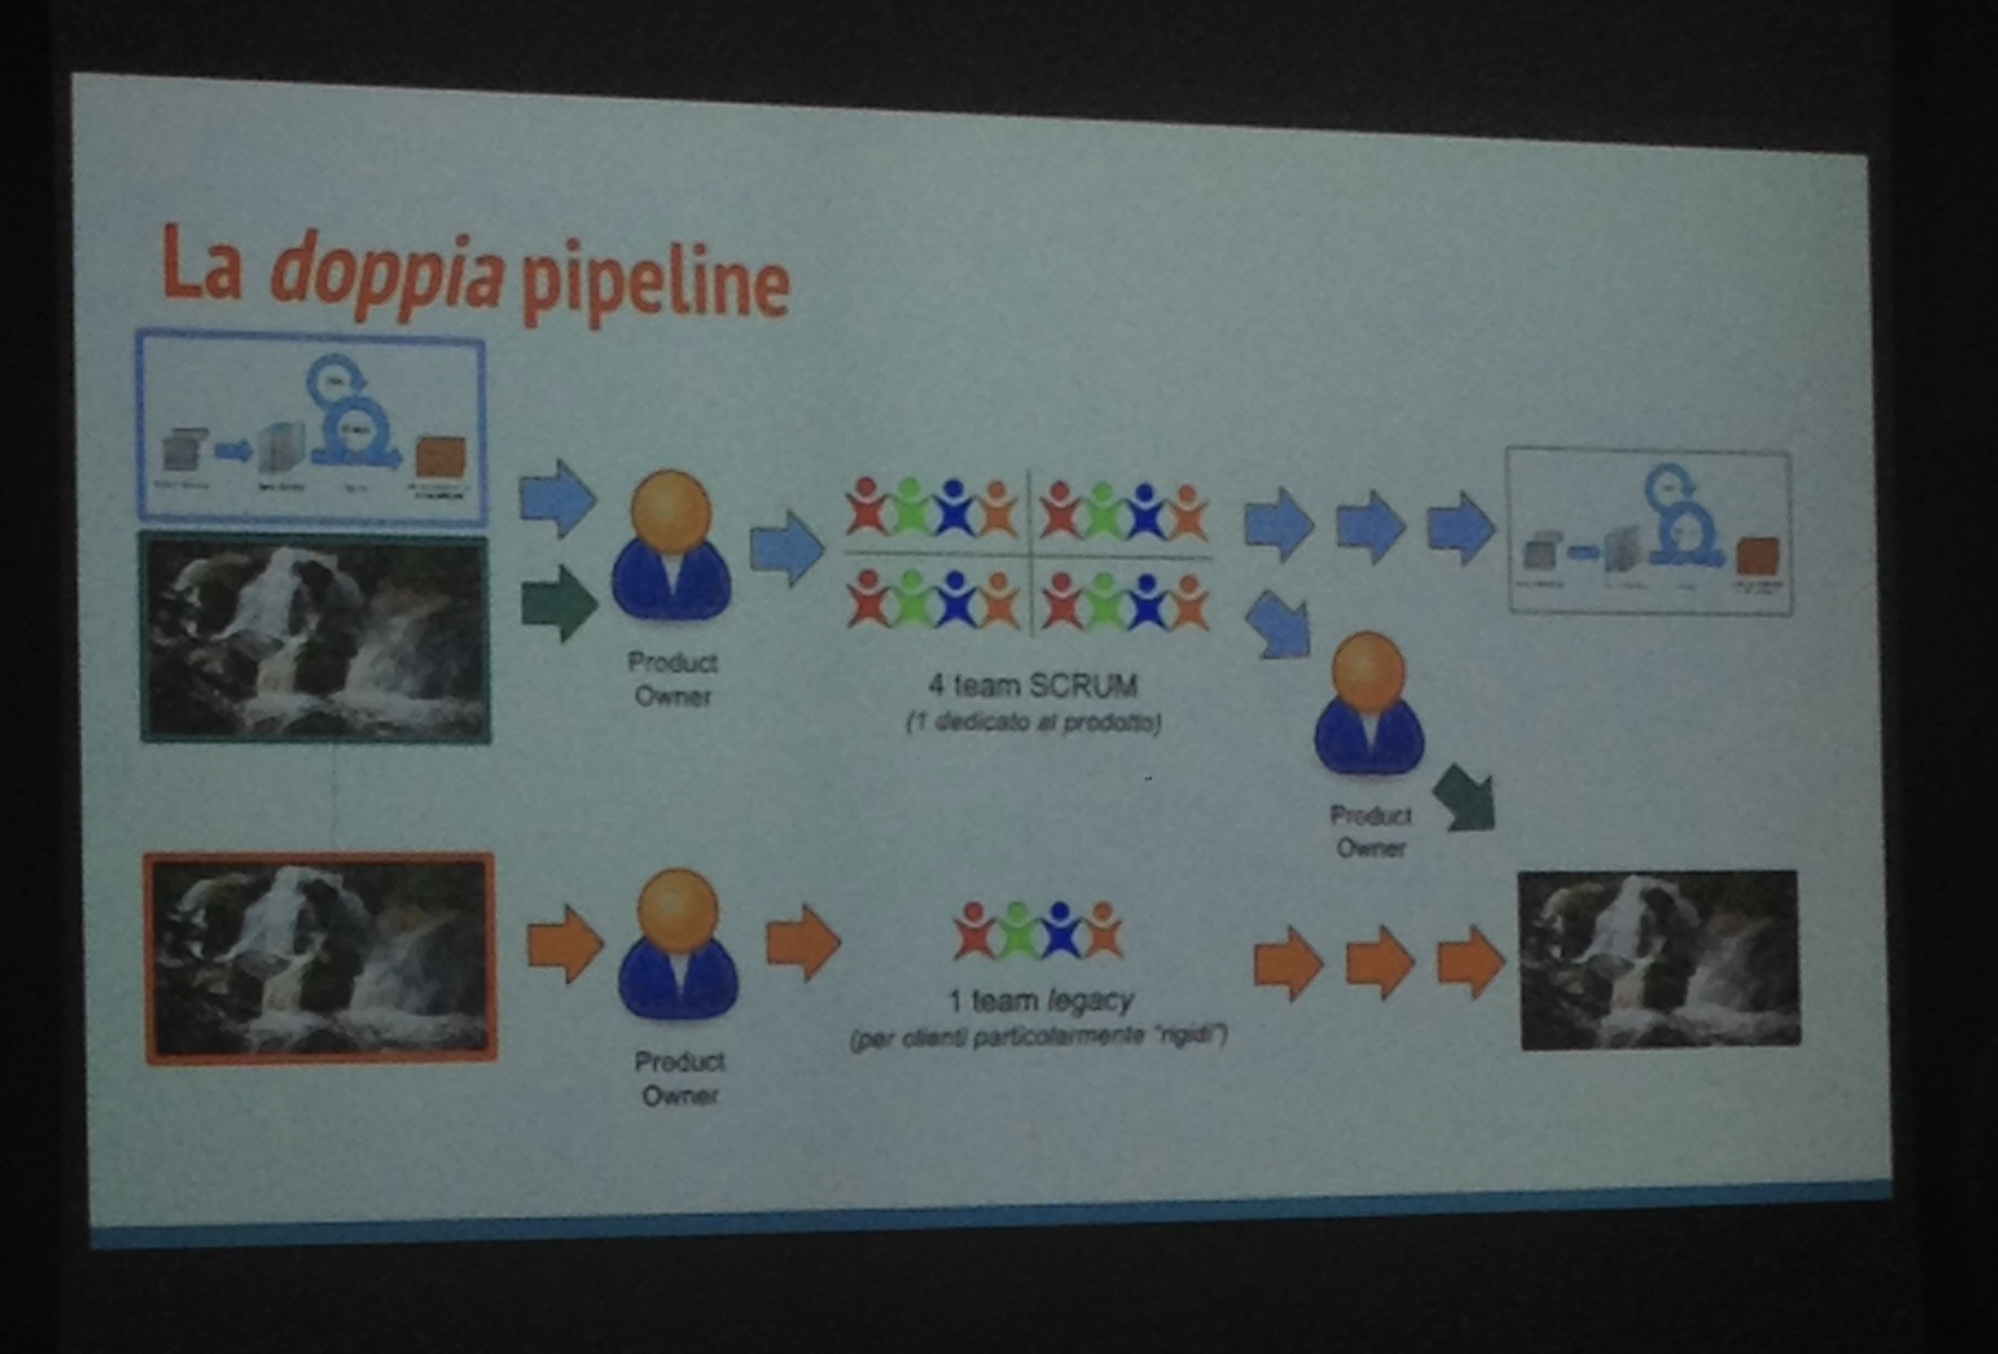 La doppia pipeline
Product
Owner
4 team SCRUM
(1 dedicato al prodotto)
Product
Owner
Product
Owner
1 team legacy
(per clienti particolarmente "rigidi")